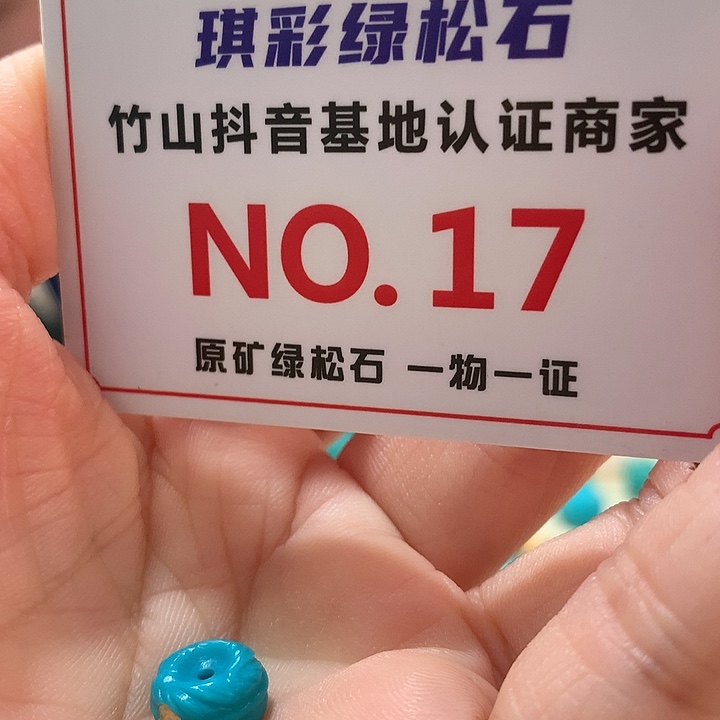 琪彩绿松石
竹山抖音基地认证商家
NO.17
原矿绿松石 一物一证